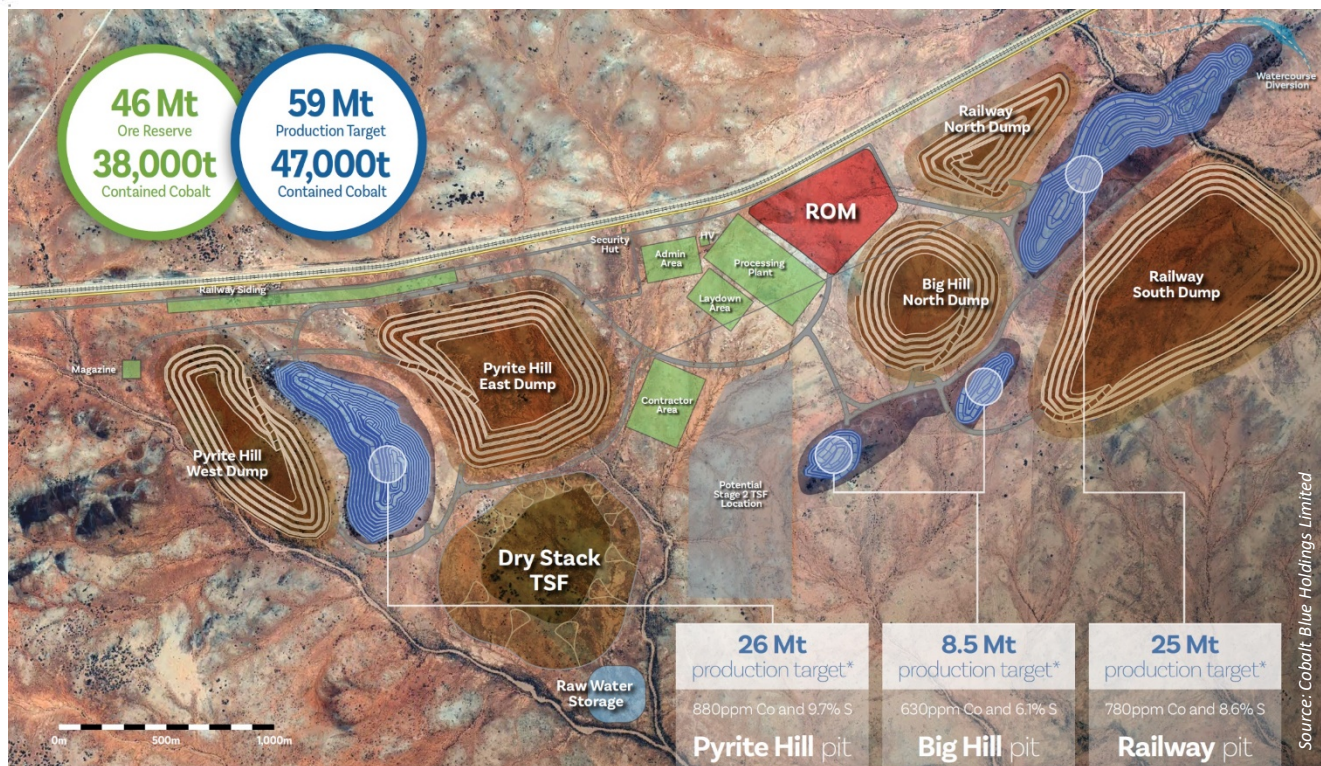 46 Mt
Ore Reserve
38,000t
Contained Cobalt
59 Mt
Production Target
47,000t
Contained Cobalt
Watercourse
Diversion
Railway
North Dump
ROM
Security
Hut
HV
Admin
Area
Processing
Plant
Laydown
Area
Big Hill
North Dump
Railway
South Dump
Railway Siding
Magazine
Pyrite Hill
East Dump
Contractor
Area
Pyrite Hill
West Dump
Potential
Stage 2 TSF
Location
Dry Stack
TSF
Raw Water
Storage
0m
500m
1,000m
26 Mt
production target*
880ppm Co and 9.7% S
Pyrite Hill pit
8.5 Mt
production target*
630ppm Co and 6.1% S
Big Hill pit
25 Mt
production target*
780ppm Co and 8.6% S
Railway pit
Source: Cobalt Blue Holdings Limited